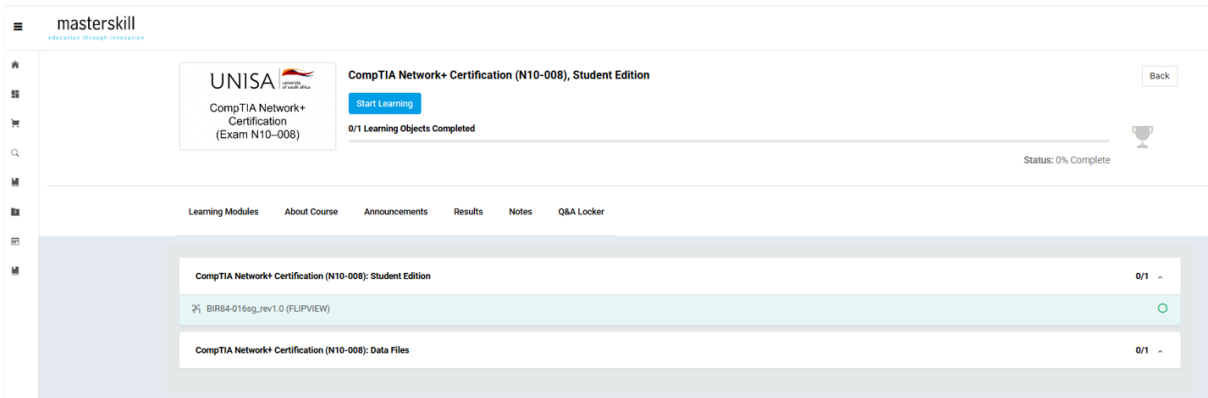 masterskill
education through innovation
UNISA university of south africa
CompTIA Network+
Certification
(Exam N10–008)
CompTIA Network+ Certification (N10-008), Student Edition
Back
Start Learning
0/1 Learning Objects Completed
Status: 0% Complete
Learning Modules About Course Announcements Results Notes Q&A Locker
CompTIA Network+ Certification (N10-008): Student Edition 0/1
BIR84-016sg_rev1.0 (FLIPVIEW)
CompTIA Network+ Certification (N10-008): Data Files 0/1